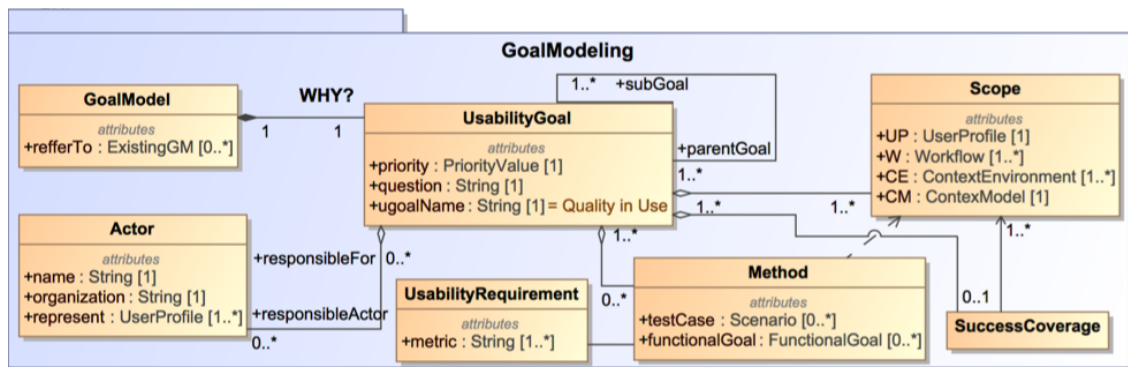 GoalModeling
GoalModel
attributes
+refferTo : ExistingGM [0..*]
WHY?
1
1
UsabilityGoal
attributes
+priority : PriorityValue [1]
+question : String [1]
+ugoalName : String [1] = Quality in Use
1..*
+subGoal
+parentGoal
1..*
Scope
attributes
+UP : UserProfile [1]
+W : Workflow [1..*]
+CE : ContextEnvironment [1..*]
+CM : ContexModel [1]
1..*
1..*
1..*
Actor
attributes
+name : String [1]
+organization : String [1]
+represent : UserProfile [1..*]
+responsibleFor
0..*
+responsibleActor
0..*
1..*
0..*
UsabilityRequirement
attributes
+metric : String [1..*]
Method
attributes
+testCase : Scenario [0..*]
+functionalGoal : FunctionalGoal [0..*]
0..1
SuccessCoverage